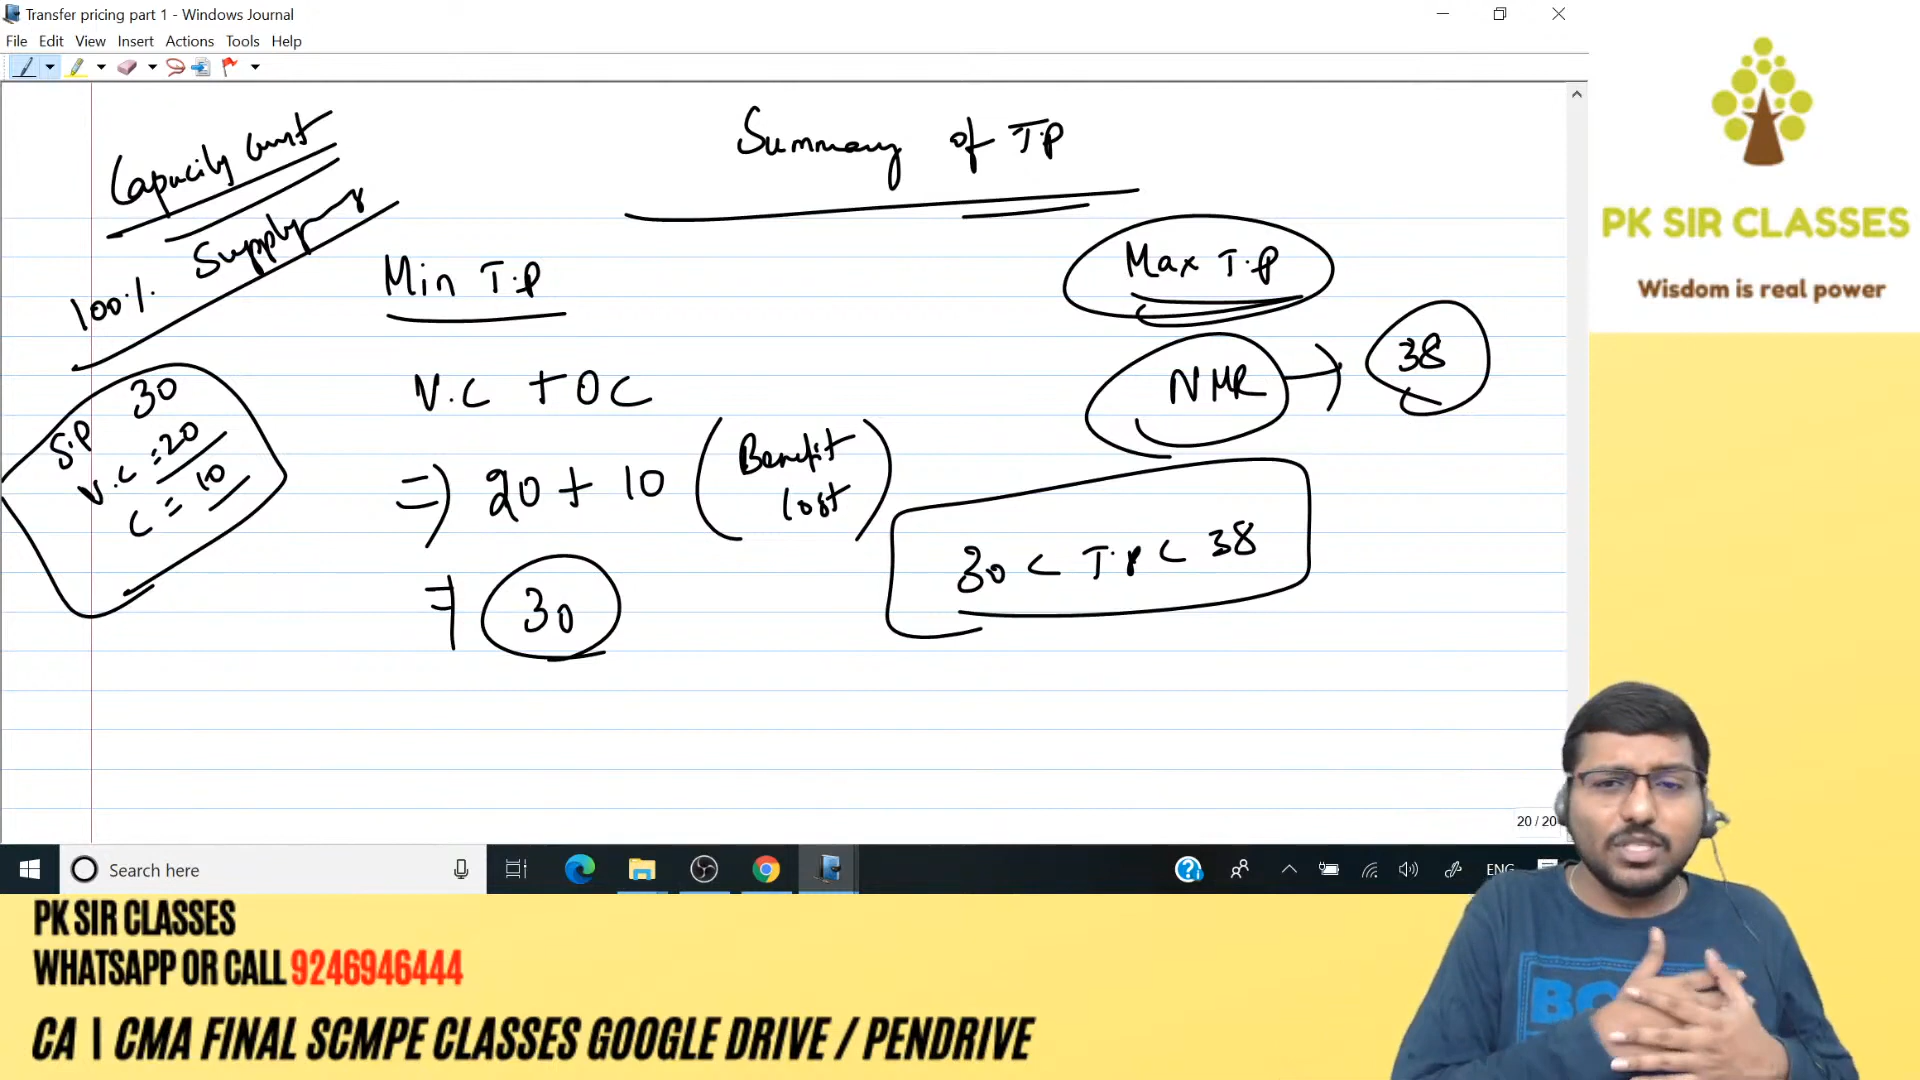 Transfer pricing part 1 - Windows Journal
File Edit View Insert Actions Tools Help
Summary of T.P
Capacity
100%. Supply
Min T.P
Max T.P
V.C + OC
NMR → 38
S.P 30
V.C = 20
C = 10
⇒ 20 + 10 (Benefit lost)
30 < T.P < 38
⇒ 30
20 / 20
Search here
ENG
PK SIR CLASSES
Wisdom is real power
PK SIR CLASSES
WHATSAPP OR CALL 9246946444
CA \ CMA FINAL SCMPE CLASSES GOOGLE DRIVE / PENDRIVE